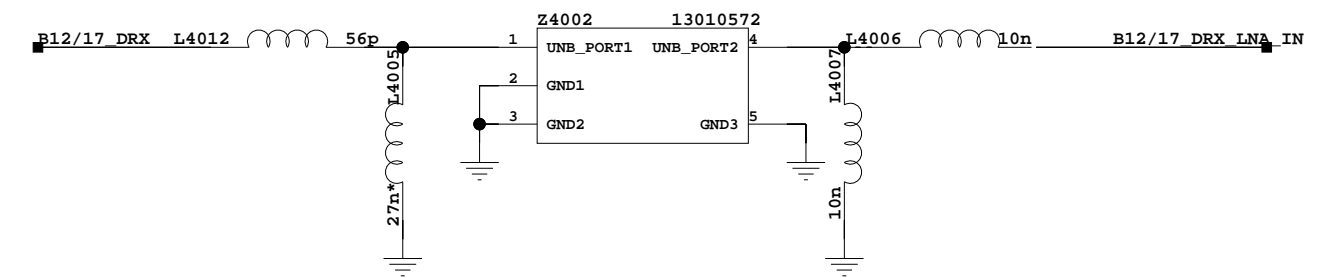 Z4002 13010572
B12/17_DRX L4012 56p 1 UNB_PORT1 UNB_PORT2 4 L4006 10n B12/17_DRX_LNA_IN
L4005
L4007
2 GND1
3 GND2 GND3 5
27n*
10n